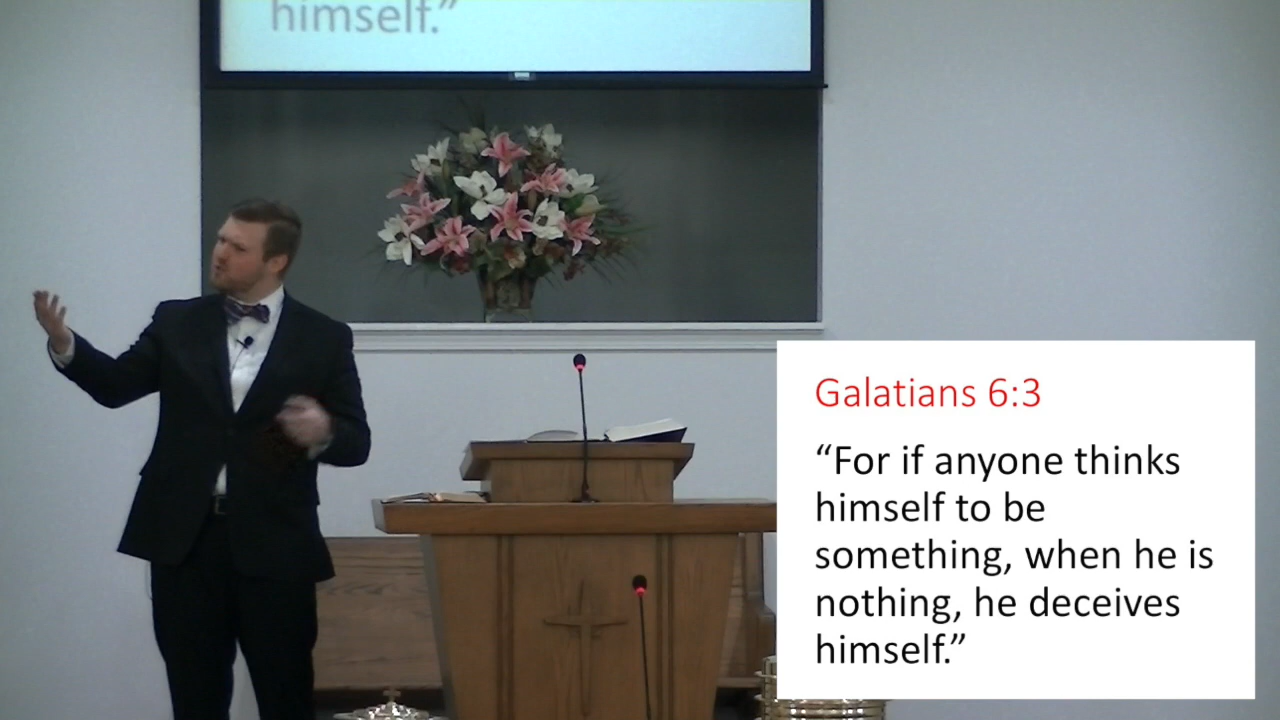 himself.”
Galatians 6:3
“For if anyone thinks
himself to be
something, when he is
nothing, he deceives
himself.”